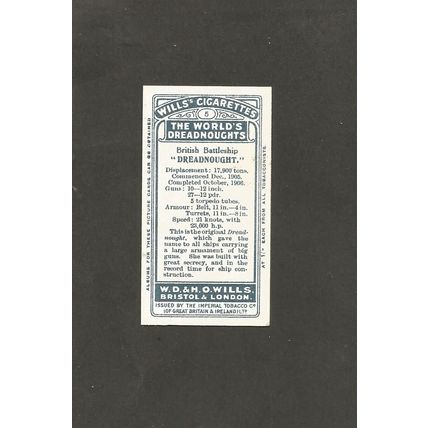 WILLS'S CIGARETTES
5
THE WORLD'S
DREADNOUGHTS
British Battleship
"DREADNOUGHT."
Displacement: 17,900 tons.
Commenced Dec., 1905.
Completed October, 1906.
Guns: 10—12 inch.
27—12 pdr.
5 torpedo tubes.
Armour: Belt, 11 in.—4 in.
Turrets, 11 in.—8 in.
Speed: 21 knots, with
23,000 h.p.
This is the original Dread-
nought, which gave the
name to all ships carrying
a large armament of big
guns. She was built with
great secrecy, and in the
record time for ship con-
struction.
W.D.& H.O.WILLS.
BRISTOL & LONDON.
ISSUED BY THE IMPERIAL TOBACCO CO
(OF GREAT BRITAIN & IRELAND) LTD
ALBUMS FOR THESE PICTURE CARDS CAN BE OBTAINED
AT 1/- EACH FROM ALL TOBACCONISTS.